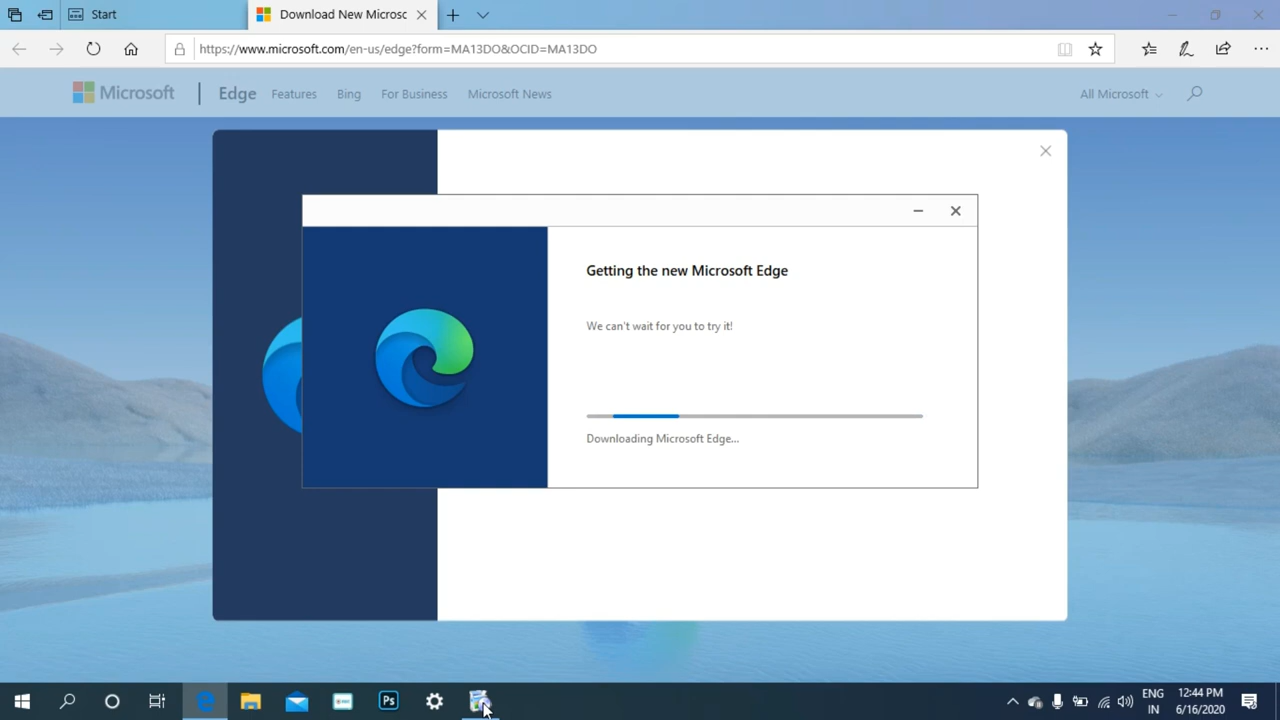 Start
Download New Microsc
https://www.microsoft.com/en-us/edge?form=MA13DO&OCID=MA13DO
Microsoft
Edge
Features
Bing
For Business
Microsoft News
All Microsoft
Getting the new Microsoft Edge
We can't wait for you to try it!
Downloading Microsoft Edge...
Ps
ENG
IN
12:44 PM
6/16/2020